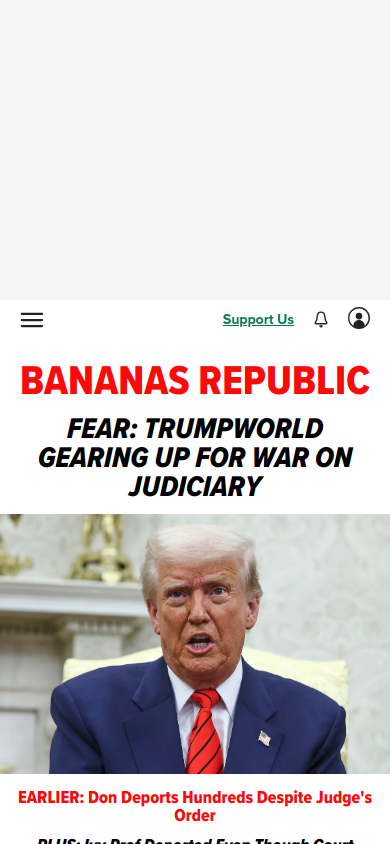 Support Us
BANANAS REPUBLIC
FEAR: TRUMPWORLD
GEARING UP FOR WAR ON
JUDICIARY
EARLIER: Don Deports Hundreds Despite Judge's
Order
PLUS: Ivy Prof Deported Even Though Court